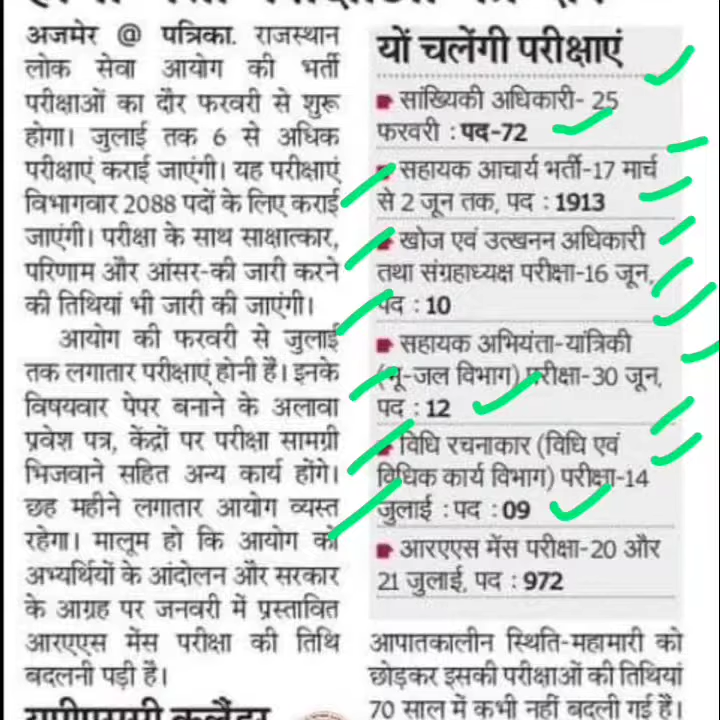 अजमेर @ पत्रिका. राजस्थान
लोक सेवा आयोग की भर्ती
परीक्षाओं का दौर फरवरी से शुरू
होगा। जुलाई तक 6 से अधिक
परीक्षाएं कराई जाएंगी। यह परीक्षाएं
विभागवार 2088 पदों के लिए कराई
जाएंगी। परीक्षा के साथ साक्षात्कार,
परिणाम और आंसर-की जारी करने
की तिथियां भी जारी की जाएंगी।
आयोग की फरवरी से जुलाई
तक लगातार परीक्षाएं होनी है। इनके
विषयवार पेपर बनाने के अलावा
प्रवेश पत्र, केंद्रों पर परीक्षा सामग्री
भिजवाने सहित अन्य कार्य होंगे।
छह महीने लगातार आयोग व्यस्त
रहेगा। मालूम हो कि आयोग को
अभ्यर्थियों के आंदोलन और सरकार
के आग्रह पर जनवरी में प्रस्तावित
आरएएस मेंस परीक्षा की तिथि
बदलनी पड़ी है।
यों चलेंगी परीक्षाएं
सांख्यिकी अधिकारी- 25
फरवरी : पद-72
सहायक आचार्य भर्ती-17 मार्च
से 2 जून तक, पद : 1913
खोज एवं उत्खनन अधिकारी
तथा संग्रहाध्यक्ष परीक्षा-16 जून,
पद : 10
सहायक अभियंता-यांत्रिकी
(भू-जल विभाग) परीक्षा-30 जून,
पद : 12
विधि रचनाकार (विधि एवं
विधिक कार्य विभाग) परीक्षा-14
जुलाई : पद : 09
आरएएस मेंस परीक्षा-20 और
21 जुलाई, पद : 972
आपातकालीन स्थिति-महामारी को
छोड़कर इसकी परीक्षाओं की तिथियां
70 साल में कभी नहीं बदली गई है।